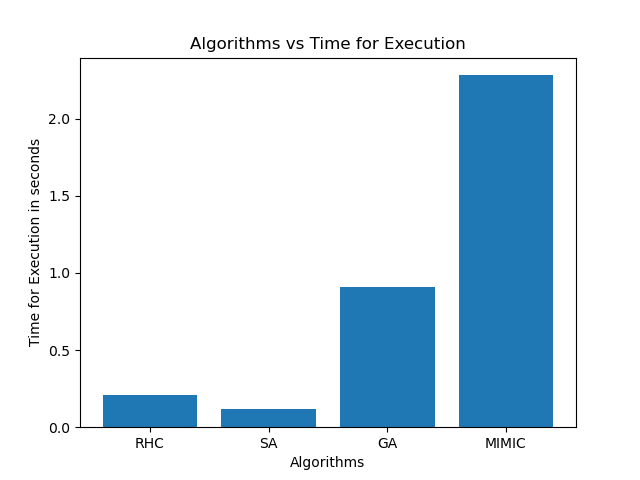 Algorithms vs Time for Execution
Time for Execution in seconds
2.0
1.5
1.0
0.5
0.0
RHC SA GA MIMIC
Algorithms